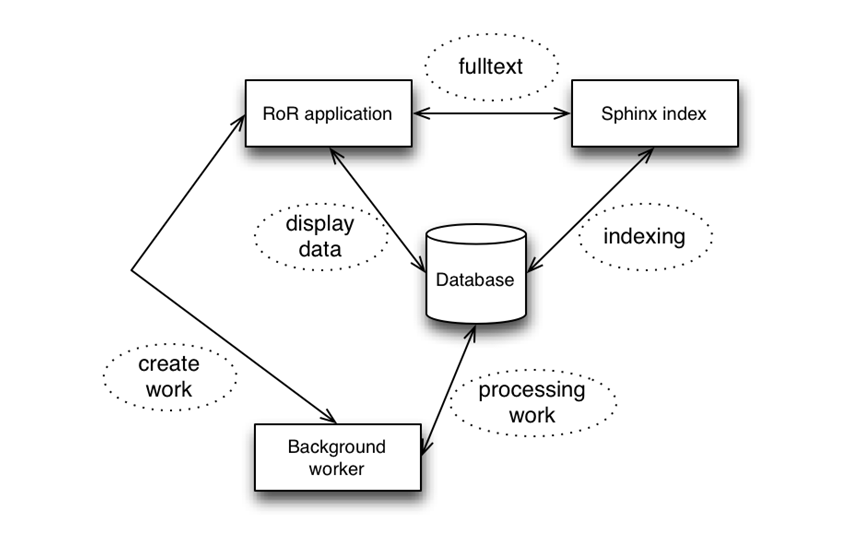 fulltext
RoR application
Sphinx index
display
data
indexing
Database
create
work
processing
work
Background
worker